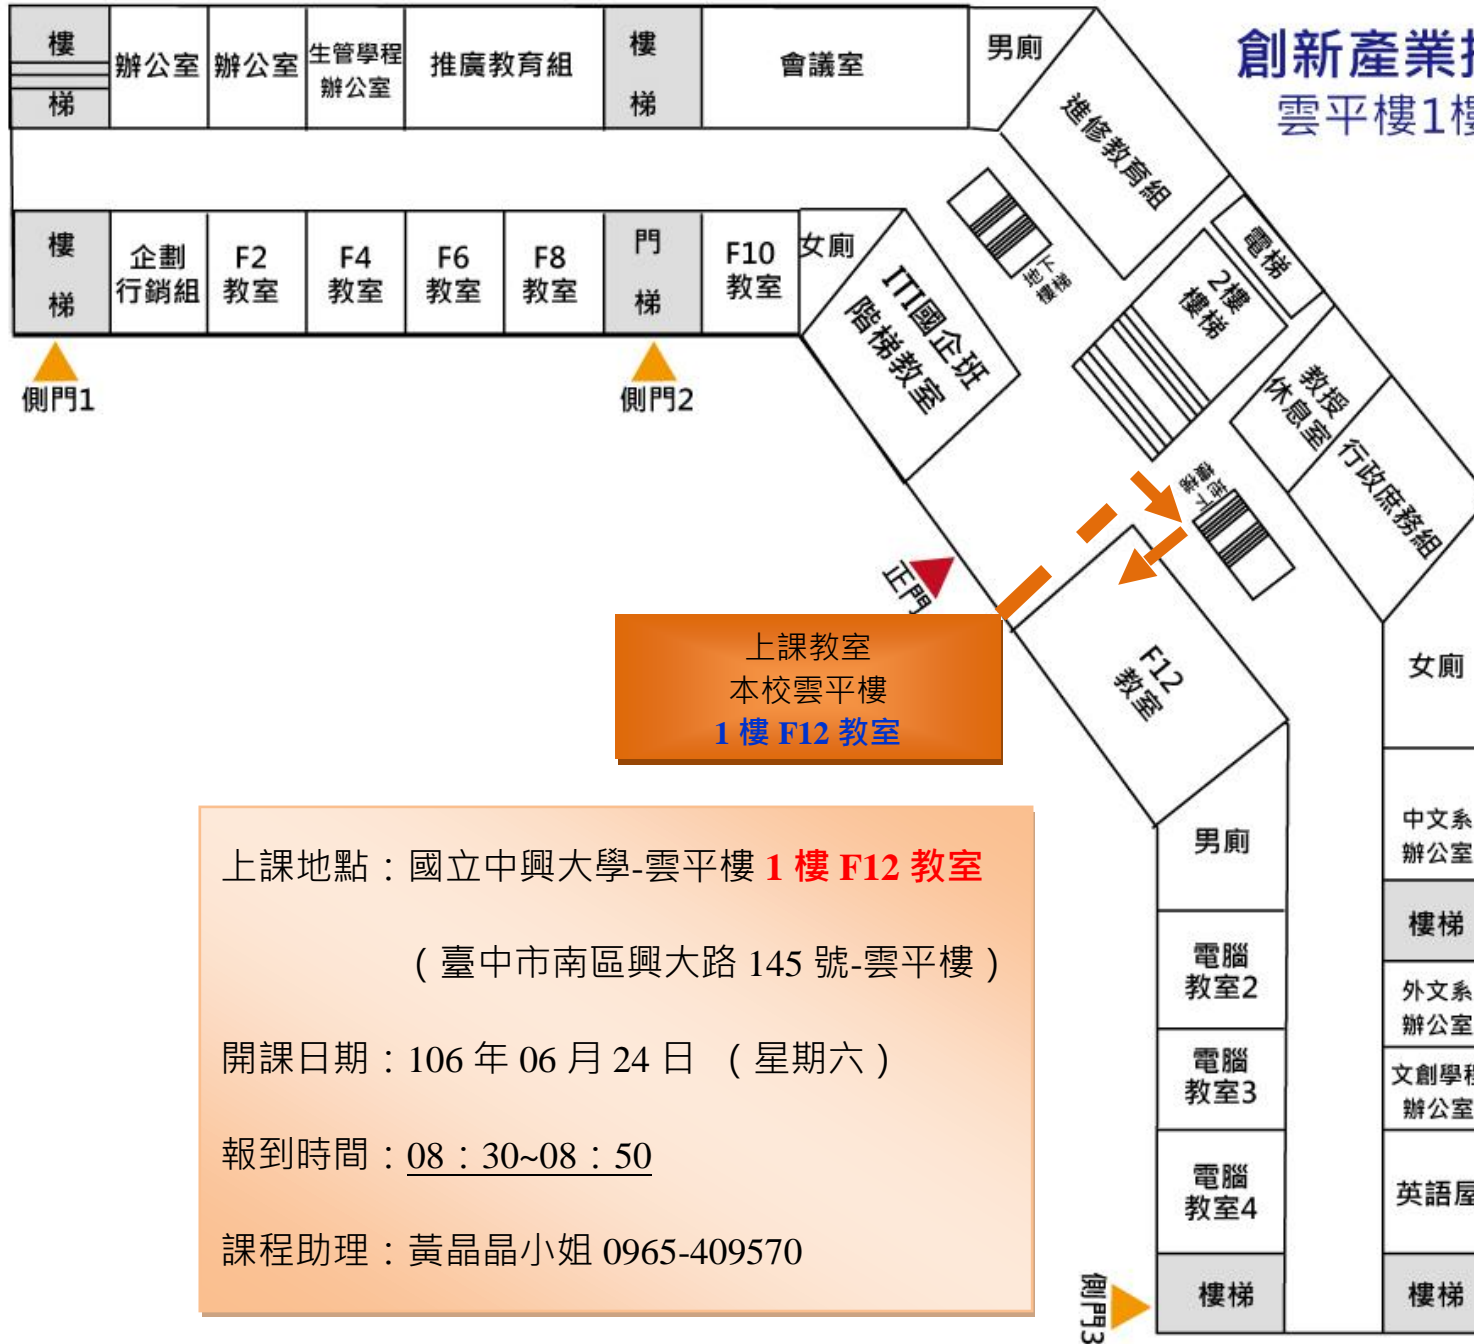 創新產業
雲平樓1樓
樓
梯
辦公室
辦公室
生管學程
辦公室
推廣教育組
樓
梯
會議室
男廁
進修教育組
電梯
2樓
樓梯
地下
樓梯
樓
梯
企劃
行銷組
F2
教室
F4
教室
F6
教室
F8
教室
門
梯
F10
教室
女廁
ITI國企班
階梯教室
側門1
側門2
教授
休息室
行政庶務組
地下
樓梯
正門
上課教室
本校雲平樓
1 樓 F12 教室
F12
教室
女廁
男廁
中文系
辦公室
樓梯
電腦
教室2
外文系
辦公室
電腦
教室3
文創學程
辦公室
電腦
教室4
英語屋
側門3
樓梯
樓梯
上課地點：國立中興大學-雲平樓 1 樓 F12 教室
（臺中市南區興大路 145 號-雲平樓）
開課日期：106 年 06 月 24 日 （星期六）
報到時間：08：30~08：50
課程助理：黃晶晶小姐 0965-409570